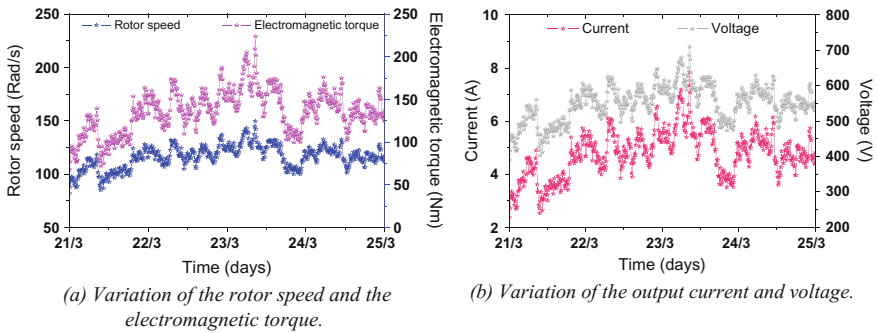 Rotor speed
Electromagnetic torque
250
200
150
100
50
Rotor speed (Rad/s)
250
200
150
100
50
0
Electromagnetic torque (Nm)
21/3 22/3 23/3 24/3 25/3
Time (days)
(a) Variation of the rotor speed and the
electromagnetic torque.
Current
Voltage
10
8
6
4
2
Current (A)
800
700
600
500
400
300
200
Voltage (V)
21/3 22/3 23/3 24/3 25/3
Time (days)
(b) Variation of the output current and voltage.